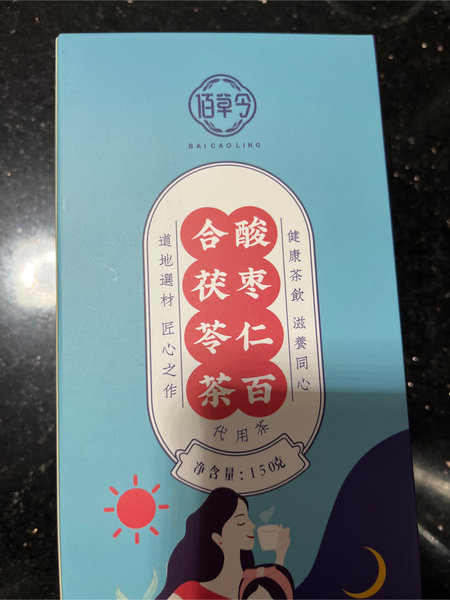 佰草令
BAI CAO LING
健康茶飲 滋養同心
酸枣仁百
合茯苓茶
道地選材 匠心之作
代用茶
净含量：150克